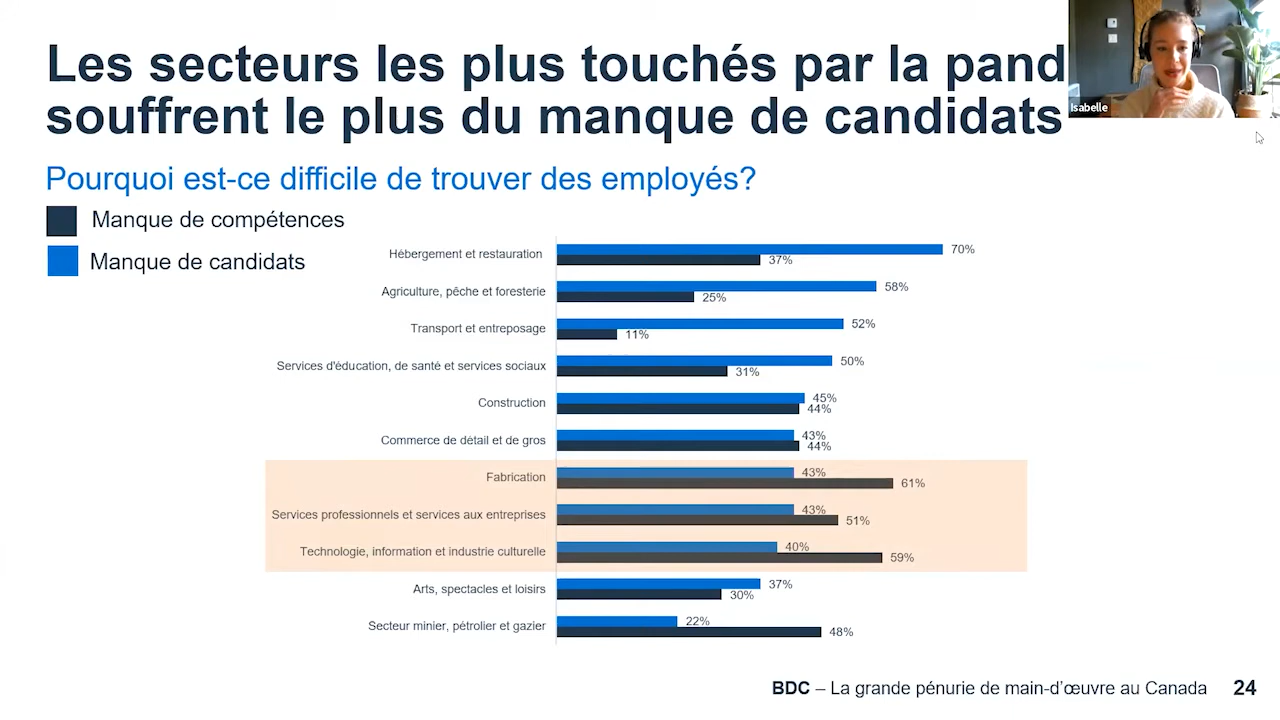 Les secteurs les plus touchés par la pand
souffrent le plus du manque de candidats
Isabelle
Pourquoi est-ce difficile de trouver des employés?
Manque de compétences
Manque de candidats
Hébergement et restauration 70% 37%
Agriculture, pêche et foresterie 58% 25%
Transport et entreposage 52% 11%
Services d'éducation, de santé et services sociaux 50% 31%
Construction 45% 44%
Commerce de détail et de gros 43% 44%
Fabrication 43% 61%
Services professionnels et services aux entreprises 43% 51%
Technologie, information et industrie culturelle 40% 59%
Arts, spectacles et loisirs 37% 30%
Secteur minier, pétrolier et gazier 22% 48%
BDC – La grande pénurie de main-d'œuvre au Canada 24